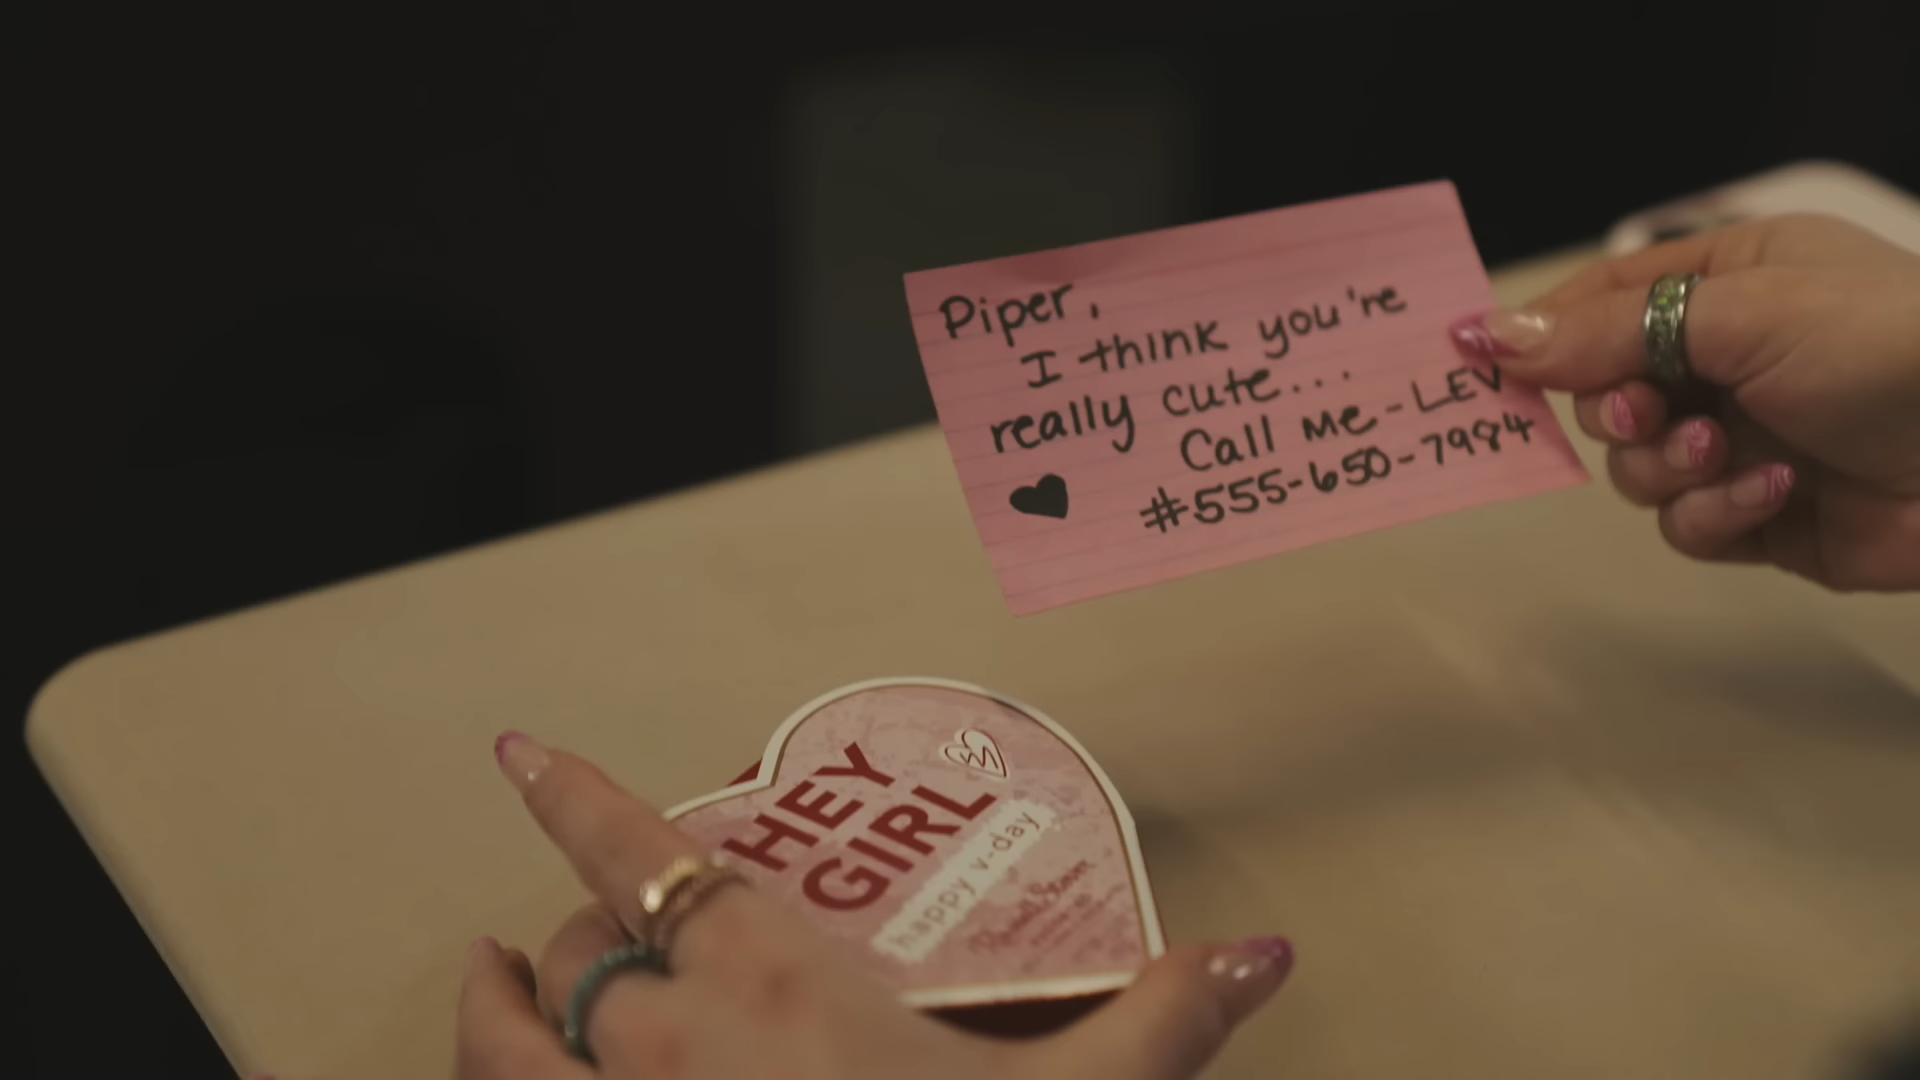 Piper,
I think you're
really cute...
Call Me - LEV
#555-650-7984
HEY
GIRL
happy v-day